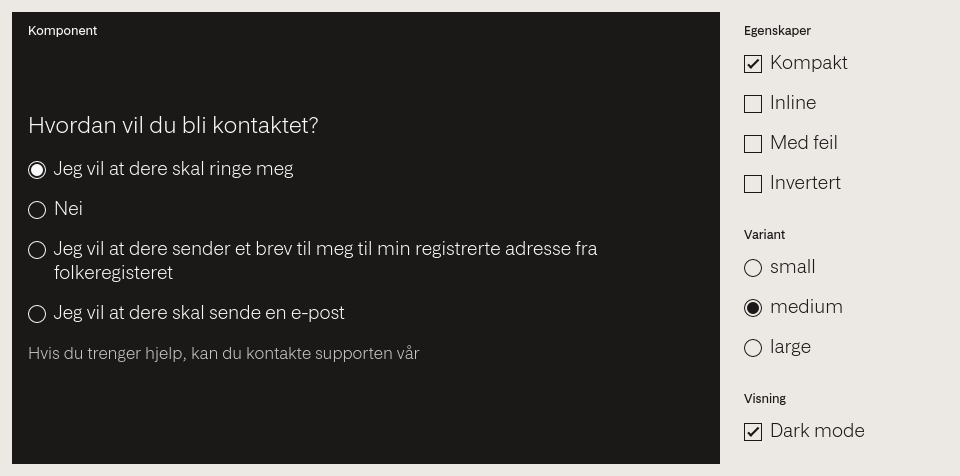 Komponent
Hvordan vil du bli kontaktet?
Jeg vil at dere skal ringe meg
Nei
Jeg vil at dere sender et brev til meg til min registrerte adresse fra
folkeregisteret
Jeg vil at dere skal sende en e-post
Hvis du trenger hjelp, kan du kontakte supporten vår
Egenskaper
Kompakt
Inline
Med feil
Invertert
Variant
small
medium
large
Visning
Dark mode